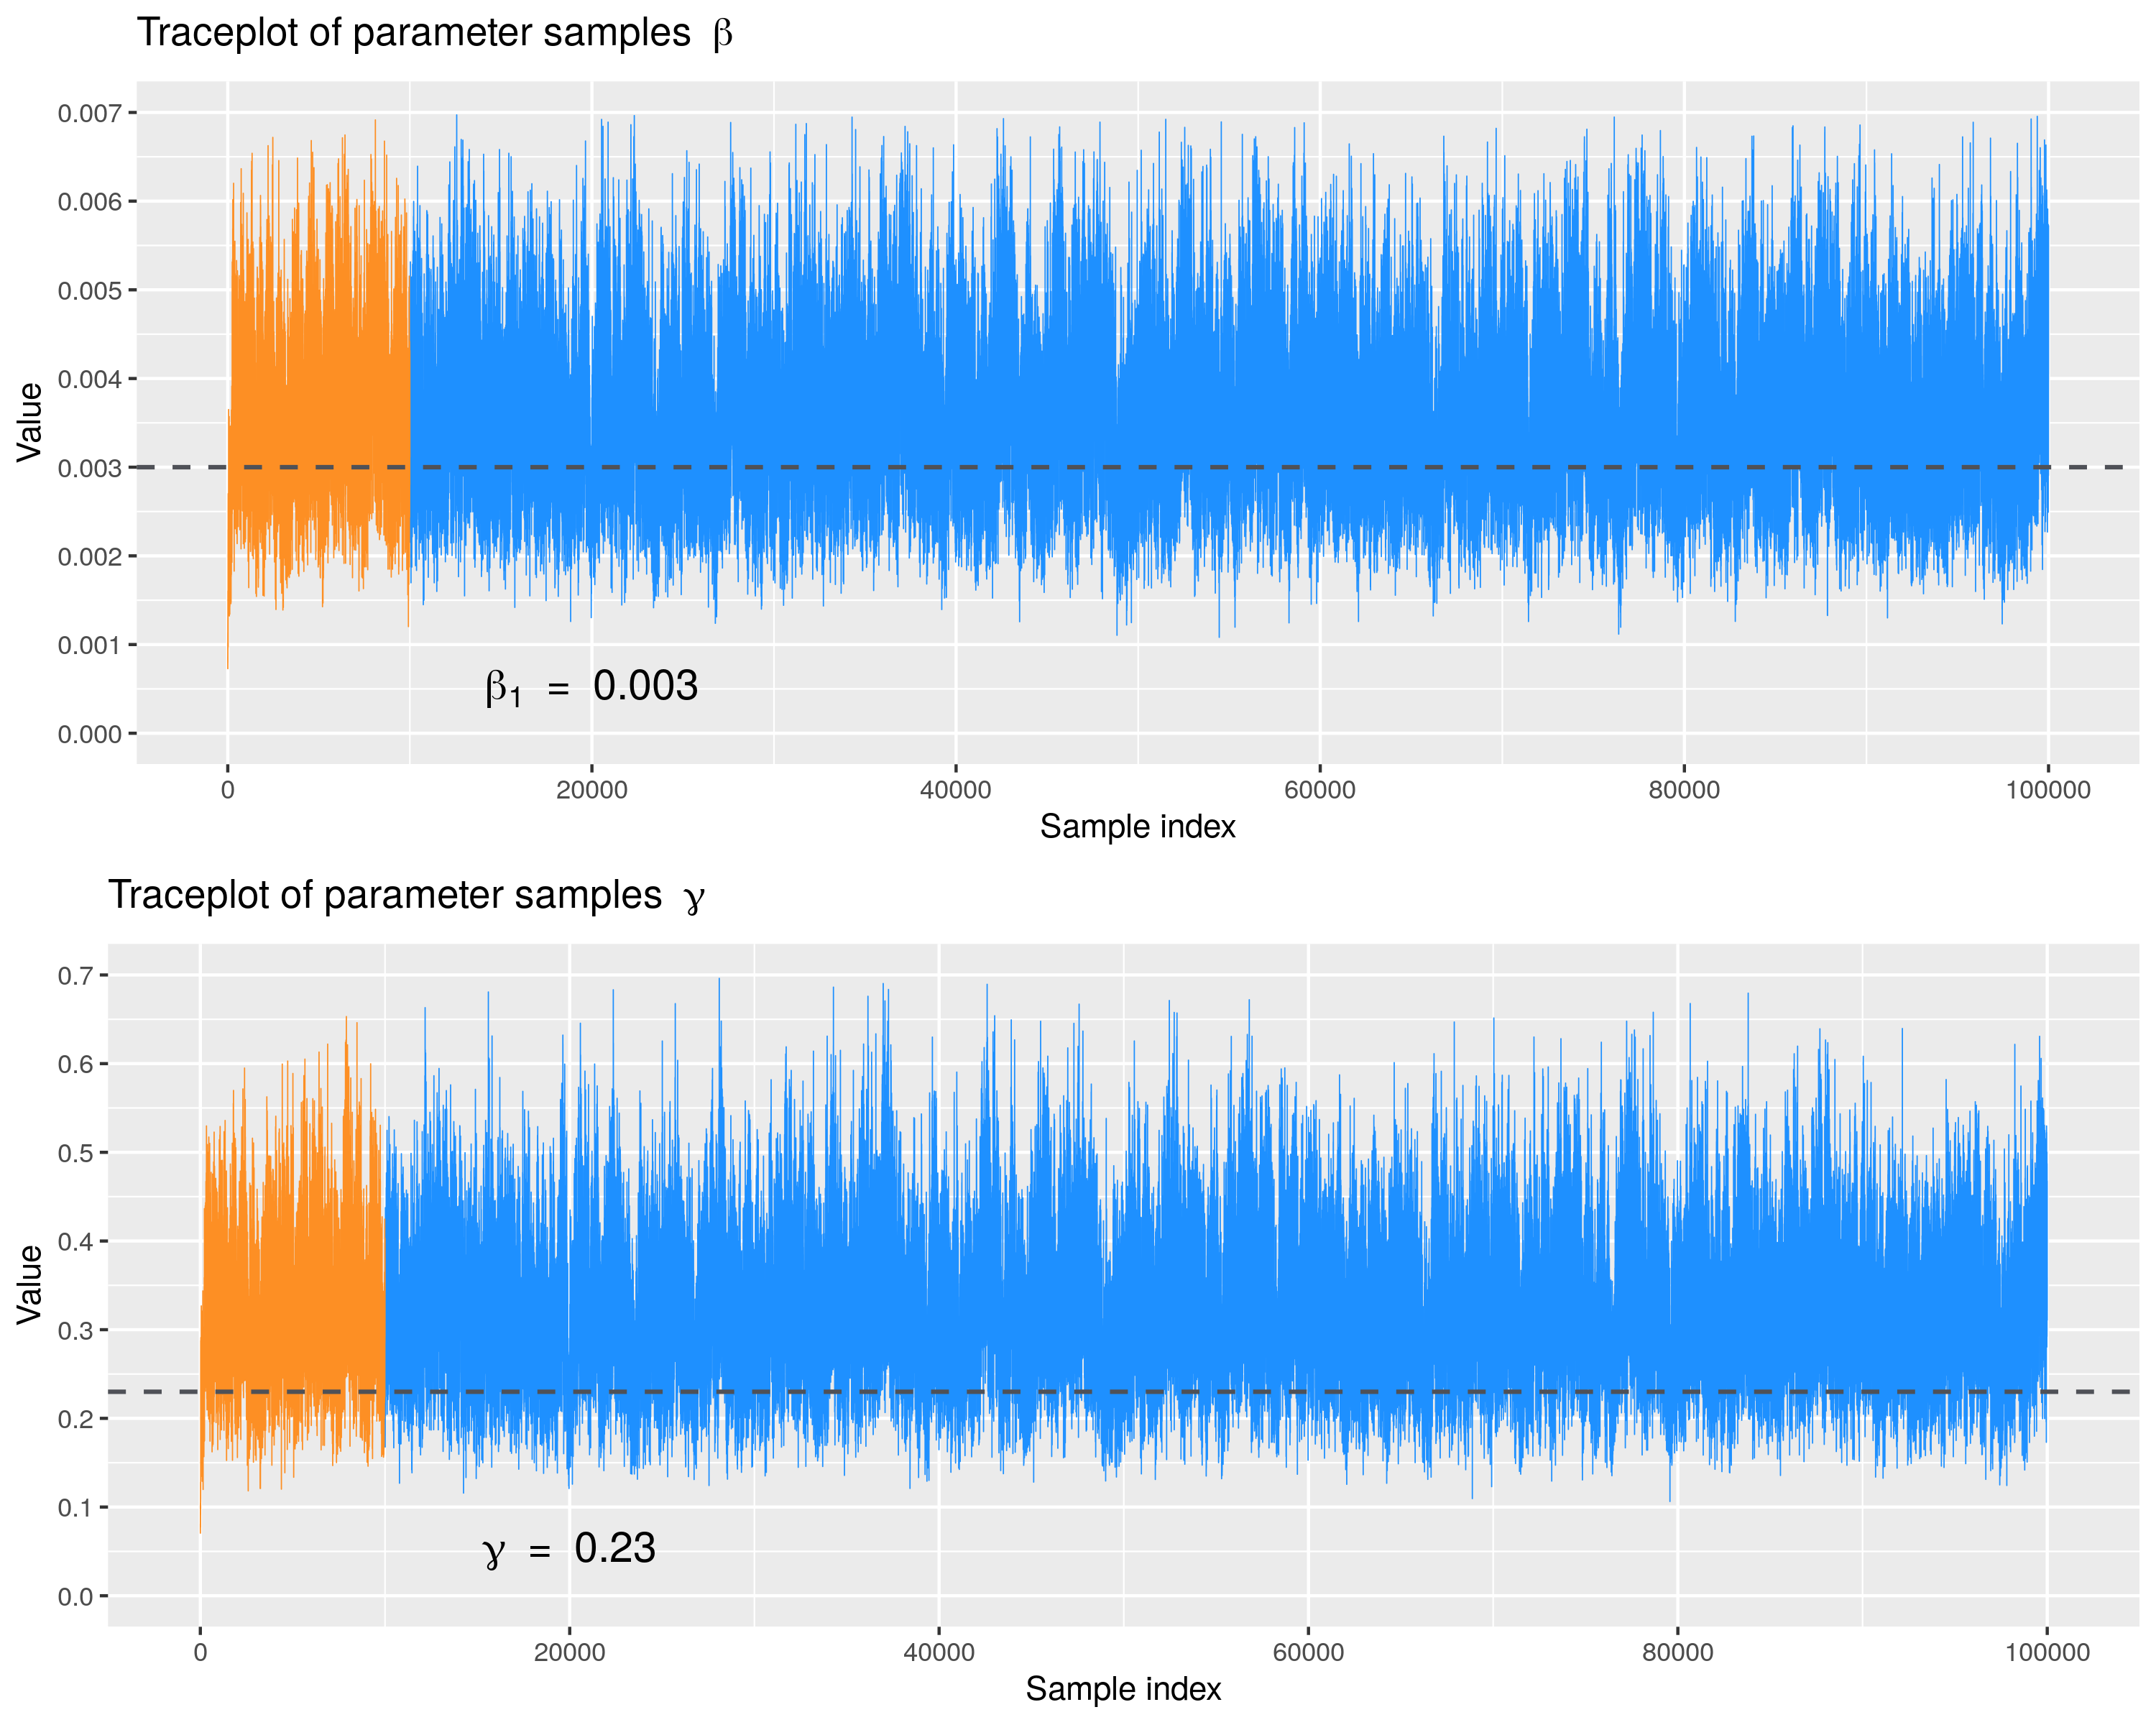 Traceplot of parameter samples β
Value
0.007
0.006
0.005
0.004
0.003
0.002
0.001
0.000
β₁ = 0.003
0 20000 40000 60000 80000 100000
Sample index
Traceplot of parameter samples γ
Value
0.7
0.6
0.5
0.4
0.3
0.2
0.1
0.0
γ = 0.23
0 20000 40000 60000 80000 100000
Sample index